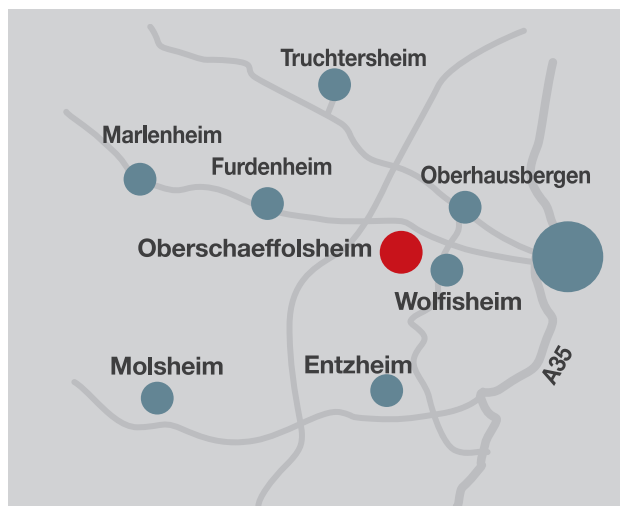 Truchtersheim
Marlenheim
Furdenheim
Oberhausbergen
Oberschaeffolsheim
Wolfisheim
Molsheim
Entzheim
A35